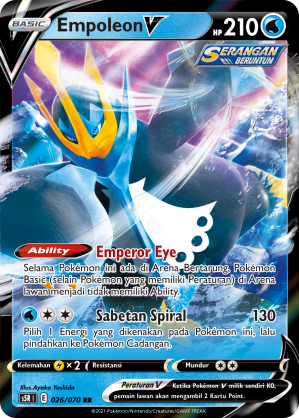 BASIC Empoleon V HP 210
SERANGAN
BERUNTUN
Ability Emperor Eye
Selama Pokémon ini ada di Arena Bertarung, Pokémon
Basic (selain Pokémon yang memiliki Peraturan) di Arena
lawan menjadi tidak memiliki Ability.
Sabetan Spiral 130
Pilih 1 Energi yang dikenakan pada Pokémon ini, lalu
pindahkan ke Pokémon Cadangan.
Kelemahan ×2 Resistansi Mundur
Illus. Ayaka Yoshida
s5R I E 026/070 RR
Peraturan V Ketika Pokémon V milik sendiri KO,
pemain lawan akan mengambil 2 Kartu Point.
©2021 Pokémon/Nintendo/Creatures/GAME FREAK.